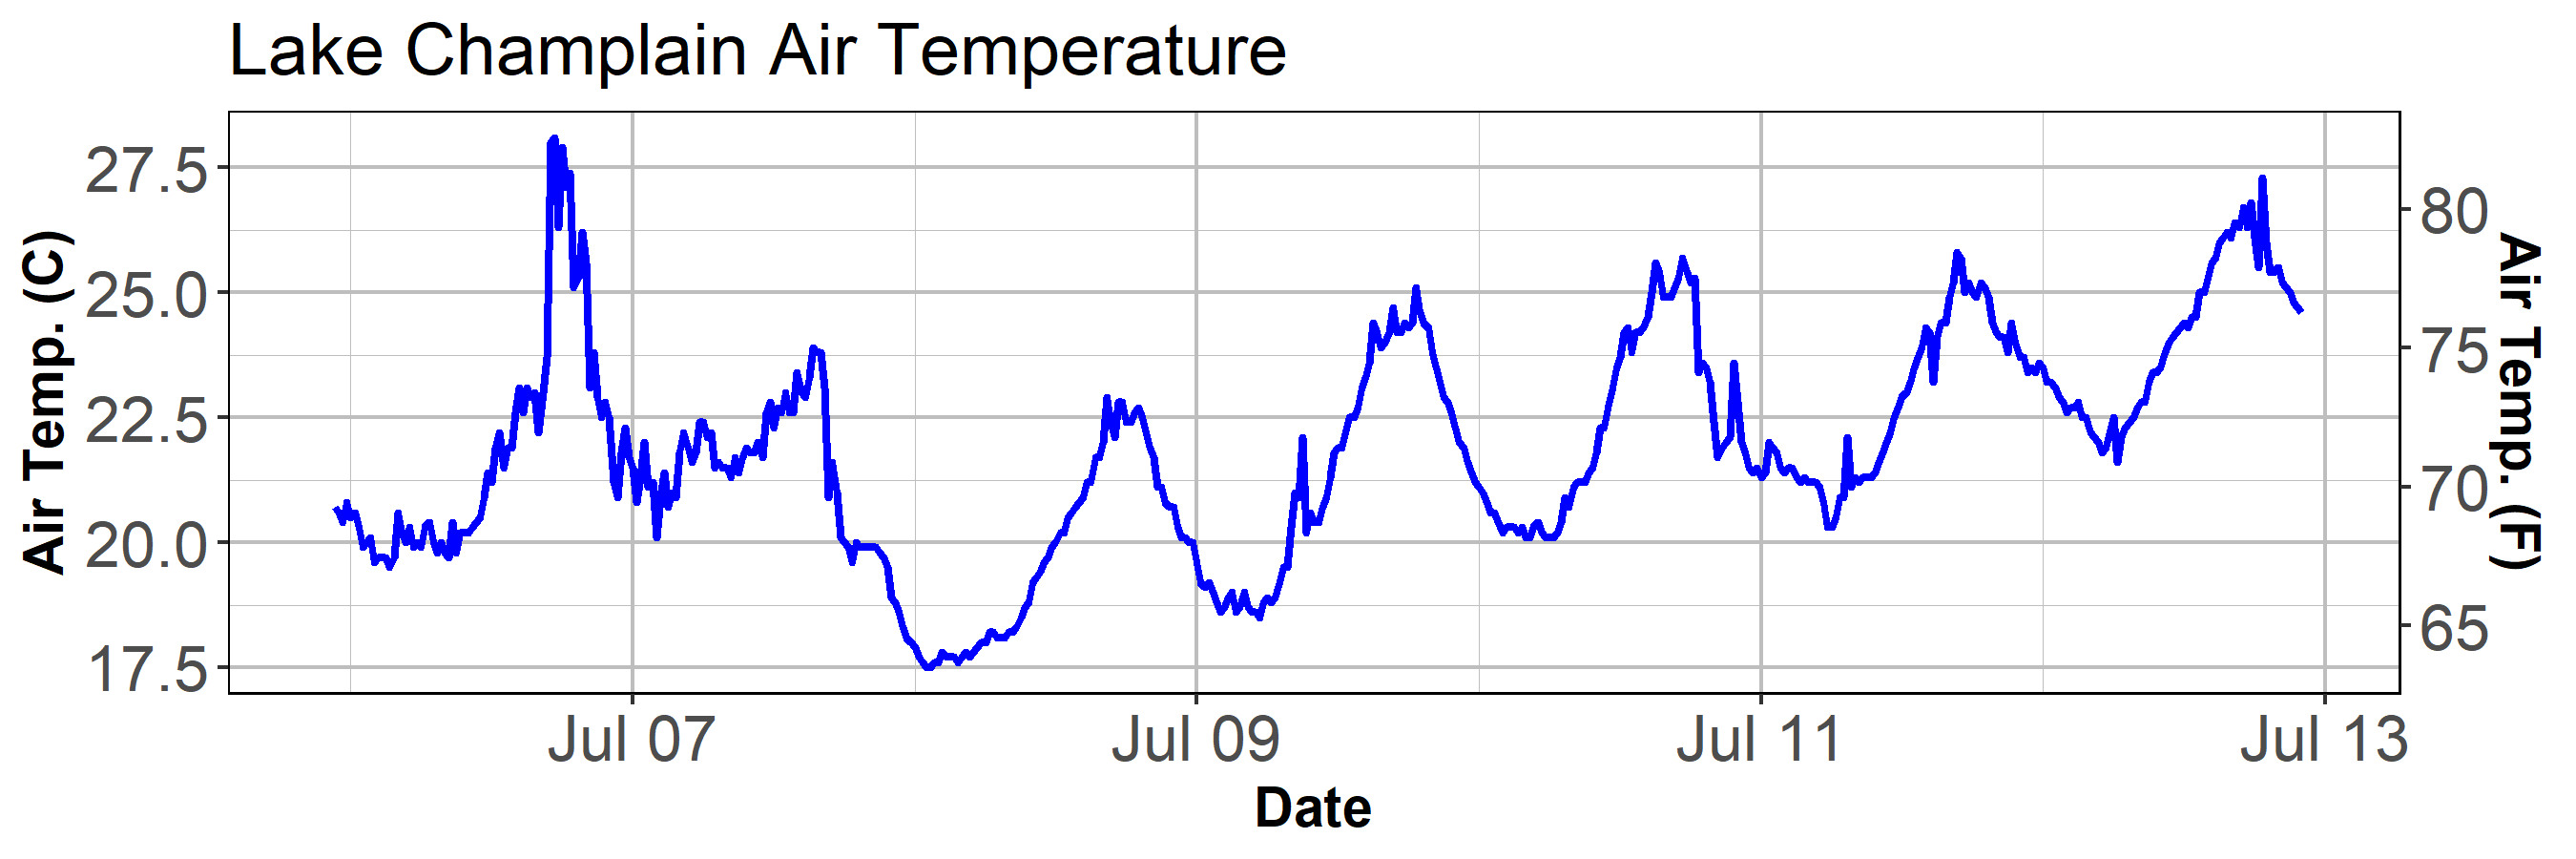 Lake Champlain Air Temperature
Air Temp. (C)
27.5
25.0
22.5
20.0
17.5
80
75
70
65
Air Temp. (F)
Jul 07 Jul 09 Jul 11 Jul 13
Date